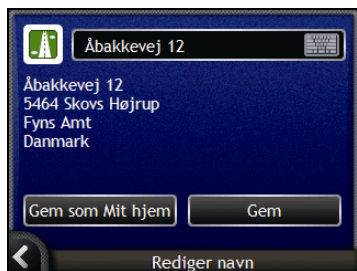 Åbakkevej 12
Åbakkevej 12
5464 Skovs Højrup
Fyns Amt
Danmark
Gem som Mit hjem
Gem
Rediger navn